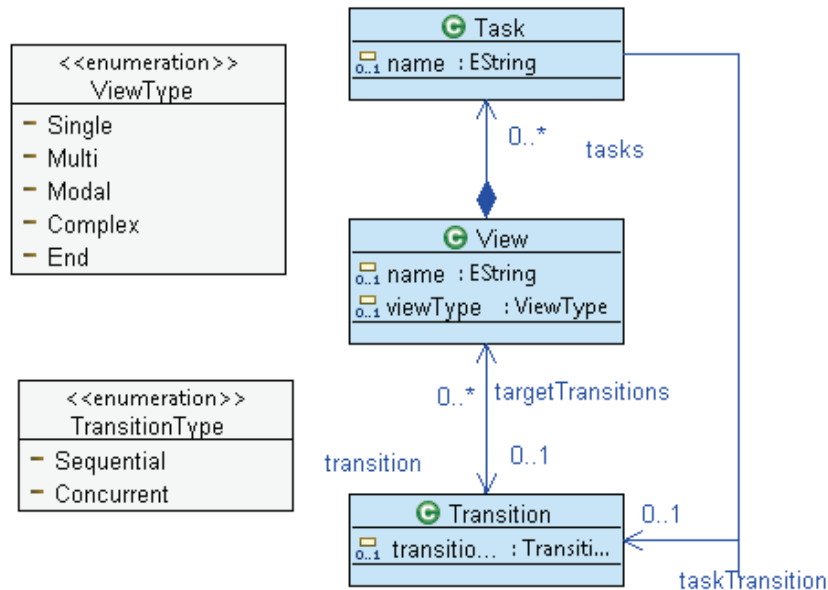 <<enumeration>>
ViewType
Single
Multi
Modal
Complex
End
<<enumeration>>
TransitionType
Sequential
Concurrent
C Task
0..1 name : EString
0..*
tasks
C View
0..1 name : EString
0..1 viewType : ViewType
0..* targetTransitions
transition 0..1
C Transition
0..1 transitio... : Transiti...
0..1
taskTransition